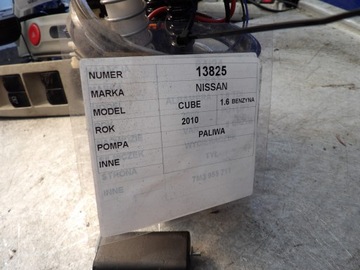 NUMER 13825
MARKA NISSAN
MODEL CUBE 1.6 BENZYNA
ROK 2010
POMPA PALIWA
INNE